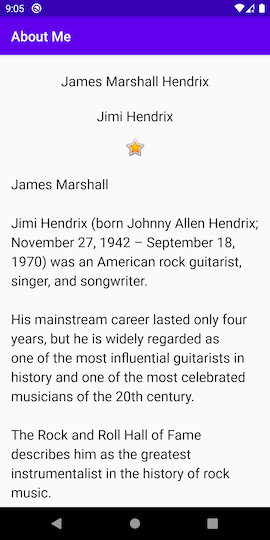 9:05
About Me
James Marshall Hendrix
Jimi Hendrix
James Marshall
Jimi Hendrix (born Johnny Allen Hendrix;
November 27, 1942 – September 18,
1970) was an American rock guitarist,
singer, and songwriter.
His mainstream career lasted only four
years, but he is widely regarded as
one of the most influential guitarists in
history and one of the most celebrated
musicians of the 20th century.
The Rock and Roll Hall of Fame
describes him as the greatest
instrumentalist in the history of rock
music.